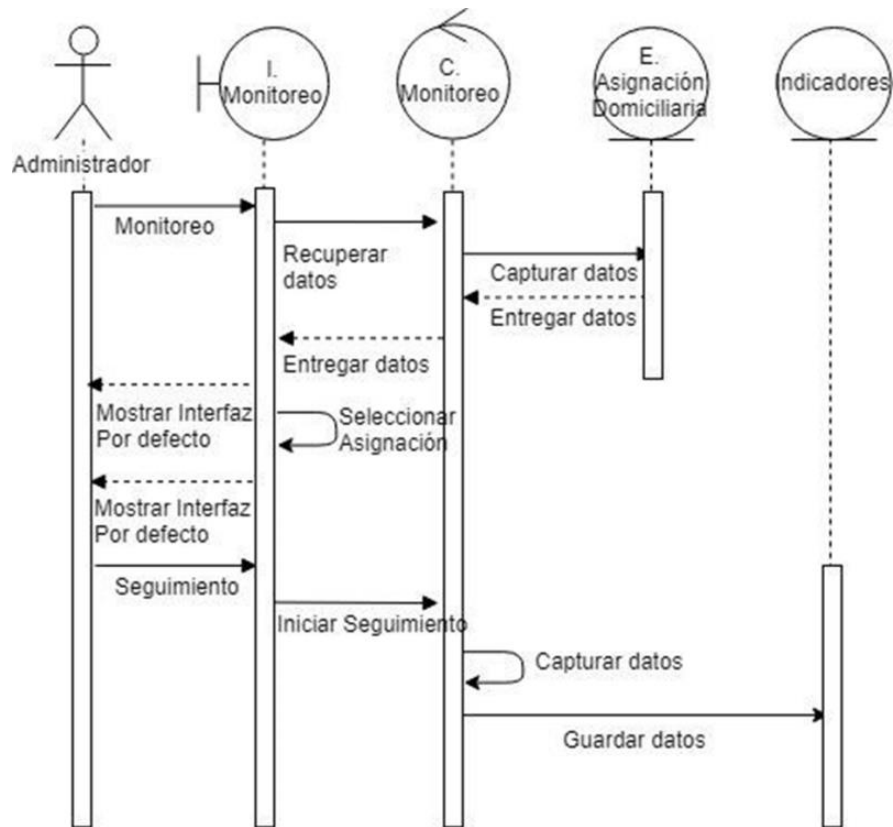 I.
Monitoreo
C.
Monitoreo
E.
Asignación
Domiciliaria
Indicadores
Administrador
Monitoreo
Recuperar
datos
Capturar datos
Entregar datos
Entregar datos
Mostrar Interfaz
Por defecto
Seleccionar
Asignación
Mostrar Interfaz
Por defecto
Seguimiento
Iniciar Seguimiento
Capturar datos
Guardar datos